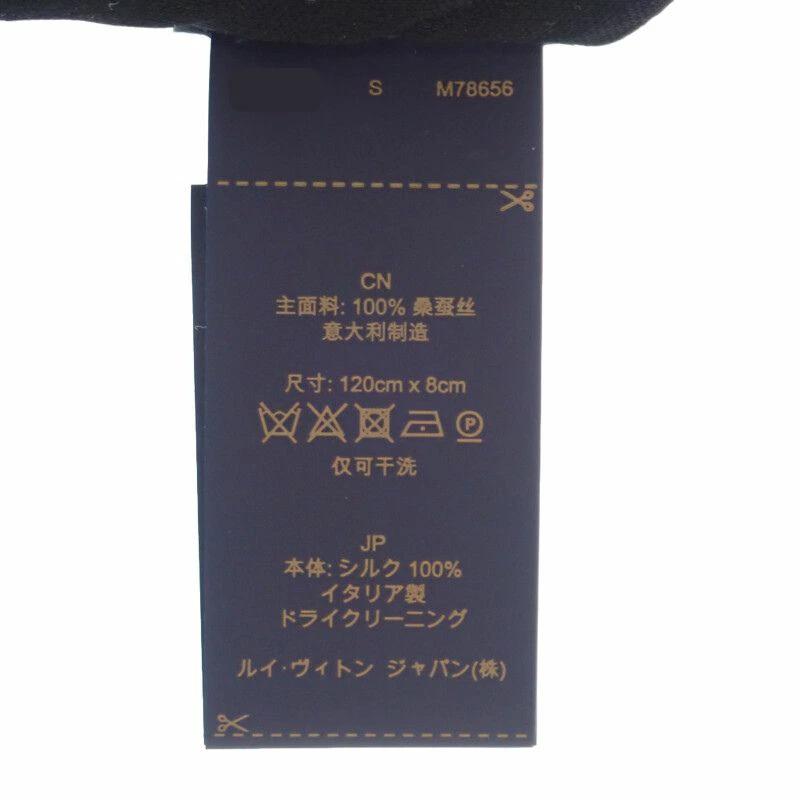 S M78656
CN
主面料: 100% 桑蚕丝
意大利制造
尺寸: 120cm x 8cm
P
仅可干洗
JP
本体: シルク 100%
イタリア製
ドライクリーニング
ルイ・ヴィトン ジャパン(株)